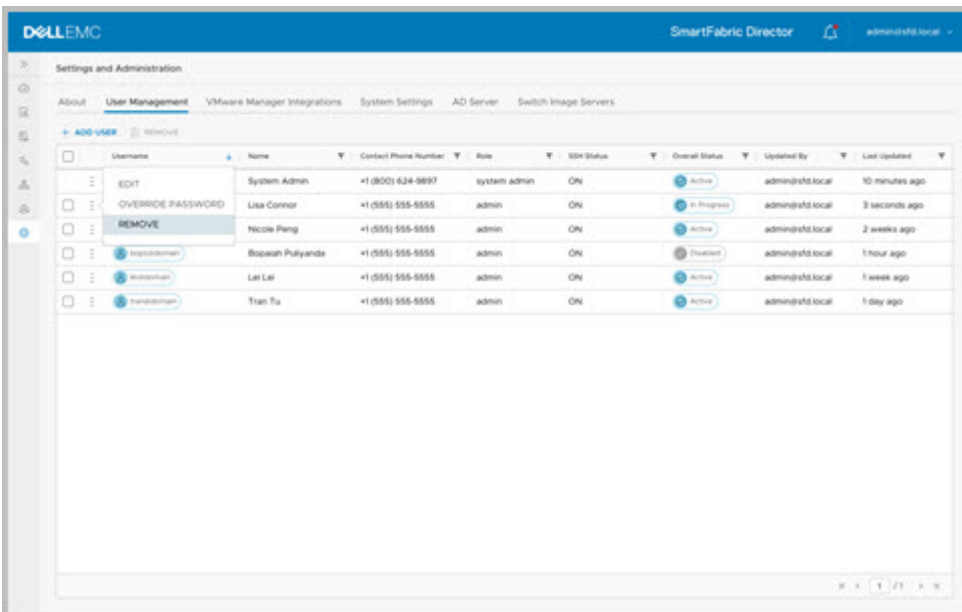 DELLEMC
SmartFabric Director
admin@sfd.local
Settings and Administration
About User Management VMware Manager Integrations System Settings AD Server Switch Image Servers
+ ADD USER REMOVE
Username Name Contact Phone Number Role SSH Status Overall Status Updated By Last Updated
EDIT
OVERRIDE PASSWORD
REMOVE
System Admin +1 (800) 624-9897 system admin ON Active admin@sfd.local 10 minutes ago
Lisa Connor +1 (555) 555-5555 admin ON In Progress admin@sfd.local 3 seconds ago
Nicole Peng +1 (555) 555-5555 admin ON Active admin@sfd.local 2 weeks ago
Bopaiah Puliyanda +1 (555) 555-5555 admin ON Disabled admin@sfd.local 1 hour ago
Lei Lei +1 (555) 555-5555 admin ON Active admin@sfd.local 1 week ago
Tran Tu +1 (555) 555-5555 admin ON Active admin@sfd.local 1 day ago
1 / 1